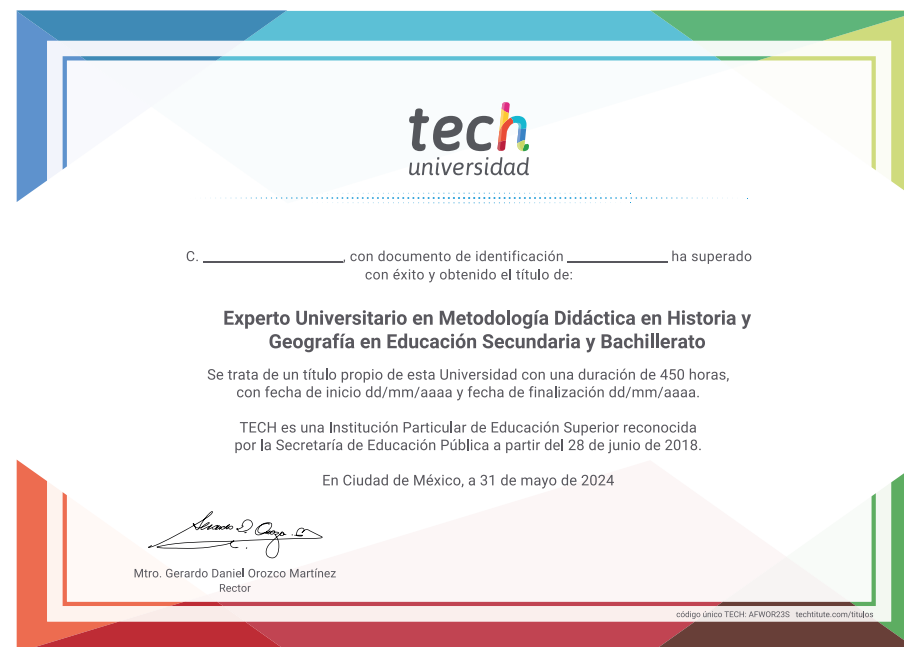 tech
universidad
C. ____________, con documento de identificación ____________ ha superado
con éxito y obtenido el título de:
Experto Universitario en Metodología Didáctica en Historia y
Geografía en Educación Secundaria y Bachillerato
Se trata de un título propio de esta Universidad con una duración de 450 horas,
con fecha de inicio dd/mm/aaaa y fecha de finalización dd/mm/aaaa.
TECH es una Institución Particular de Educación Superior reconocida
por la Secretaría de Educación Pública a partir del 28 de junio de 2018.
En Ciudad de México, a 31 de mayo de 2024
Mtro. Gerardo Daniel Orozco Martínez
Rector
código único TECH: AFWOR23S techtitute.com/titulos